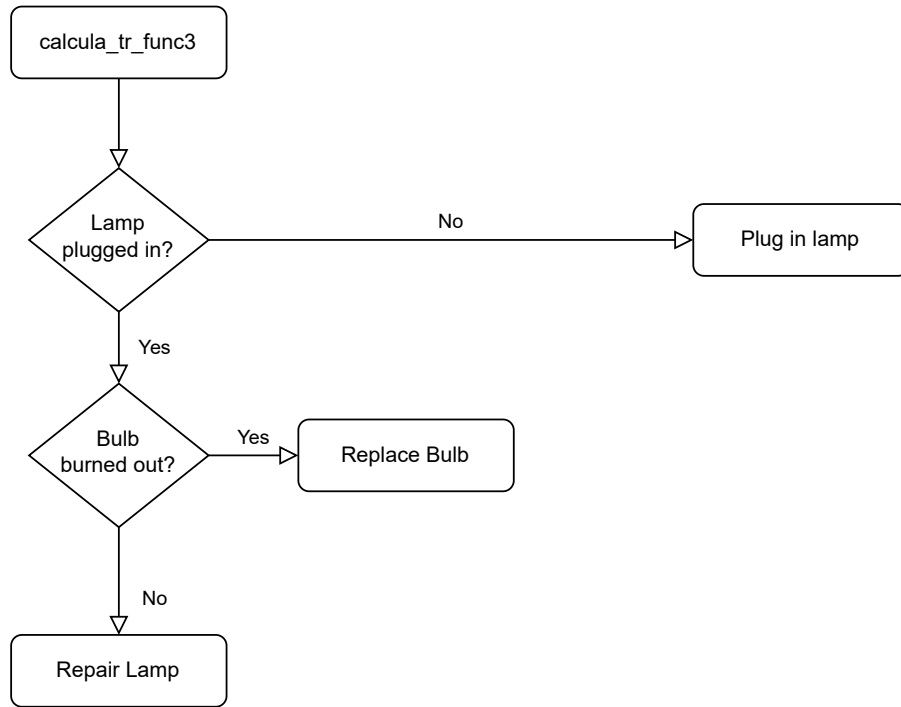 calcula_tr_func3
Lamp
plugged in?
No
Plug in lamp
Yes
Bulb
burned out?
Yes
Replace Bulb
No
Repair Lamp